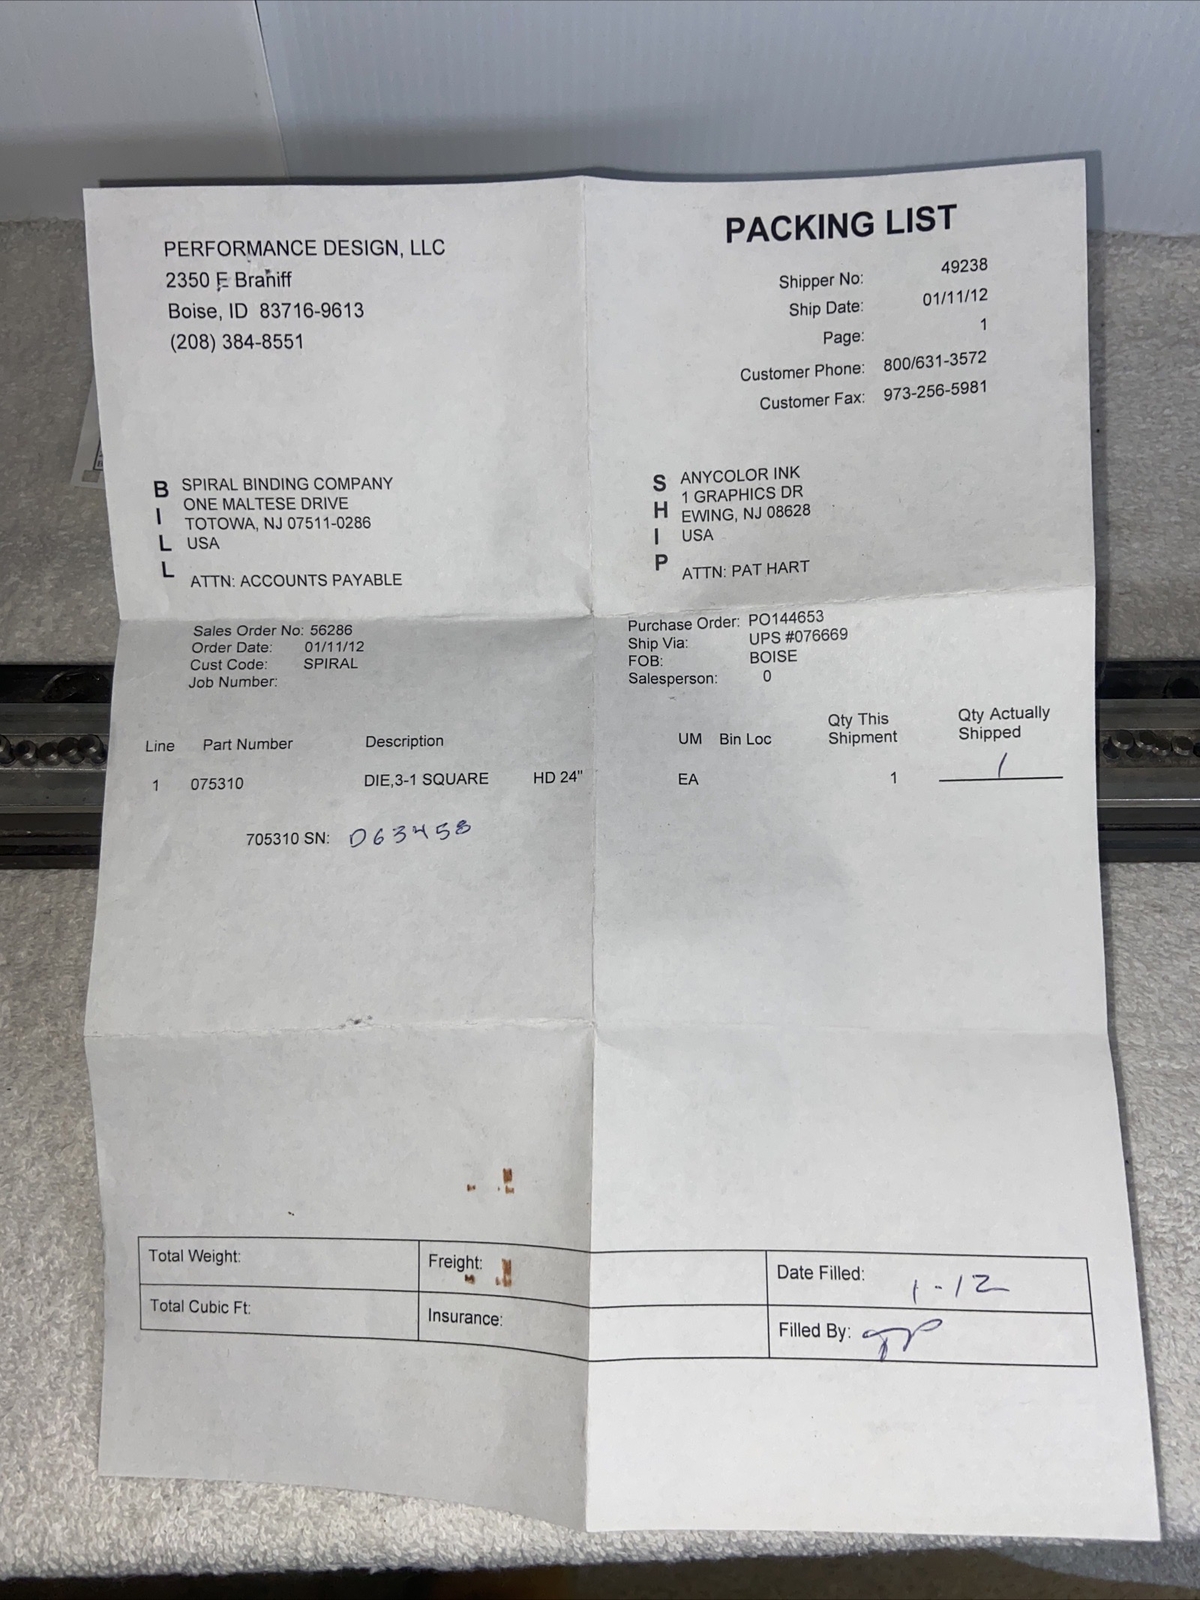 PERFORMANCE DESIGN, LLC
2350 E Braniff
Boise, ID 83716-9613
(208) 384-8551
PACKING LIST
Shipper No: 49238
Ship Date: 01/11/12
Page: 1
Customer Phone: 800/631-3572
Customer Fax: 973-256-5981
BILL
SPIRAL BINDING COMPANY
ONE MALTESE DRIVE
TOTOWA, NJ 07511-0286
USA
ATTN: ACCOUNTS PAYABLE
SHIP
ANYCOLOR INK
1 GRAPHICS DR
EWING, NJ 08628
USA
ATTN: PAT HART
Sales Order No: 56286
Order Date: 01/11/12
Cust Code: SPIRAL
Job Number:
Purchase Order: PO144653
Ship Via: UPS #076669
FOB: BOISE
Salesperson: 0
Line Part Number Description UM Bin Loc Qty This Shipment Qty Actually Shipped
1 075310 DIE,3-1 SQUARE HD 24" EA 1 1
705310 SN: D63458
Total Weight: Freight: Date Filled: 1-12
Total Cubic Ft: Insurance: Filled By: